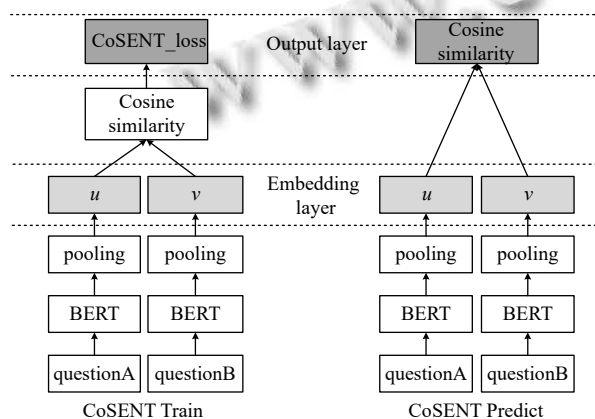 CoSENT_loss
Output layer
Cosine
similarity
Cosine
similarity
u
v
Embedding
layer
u
v
pooling
pooling
pooling
pooling
BERT
BERT
BERT
BERT
questionA
questionB
questionA
questionB
CoSENT Train
CoSENT Predict